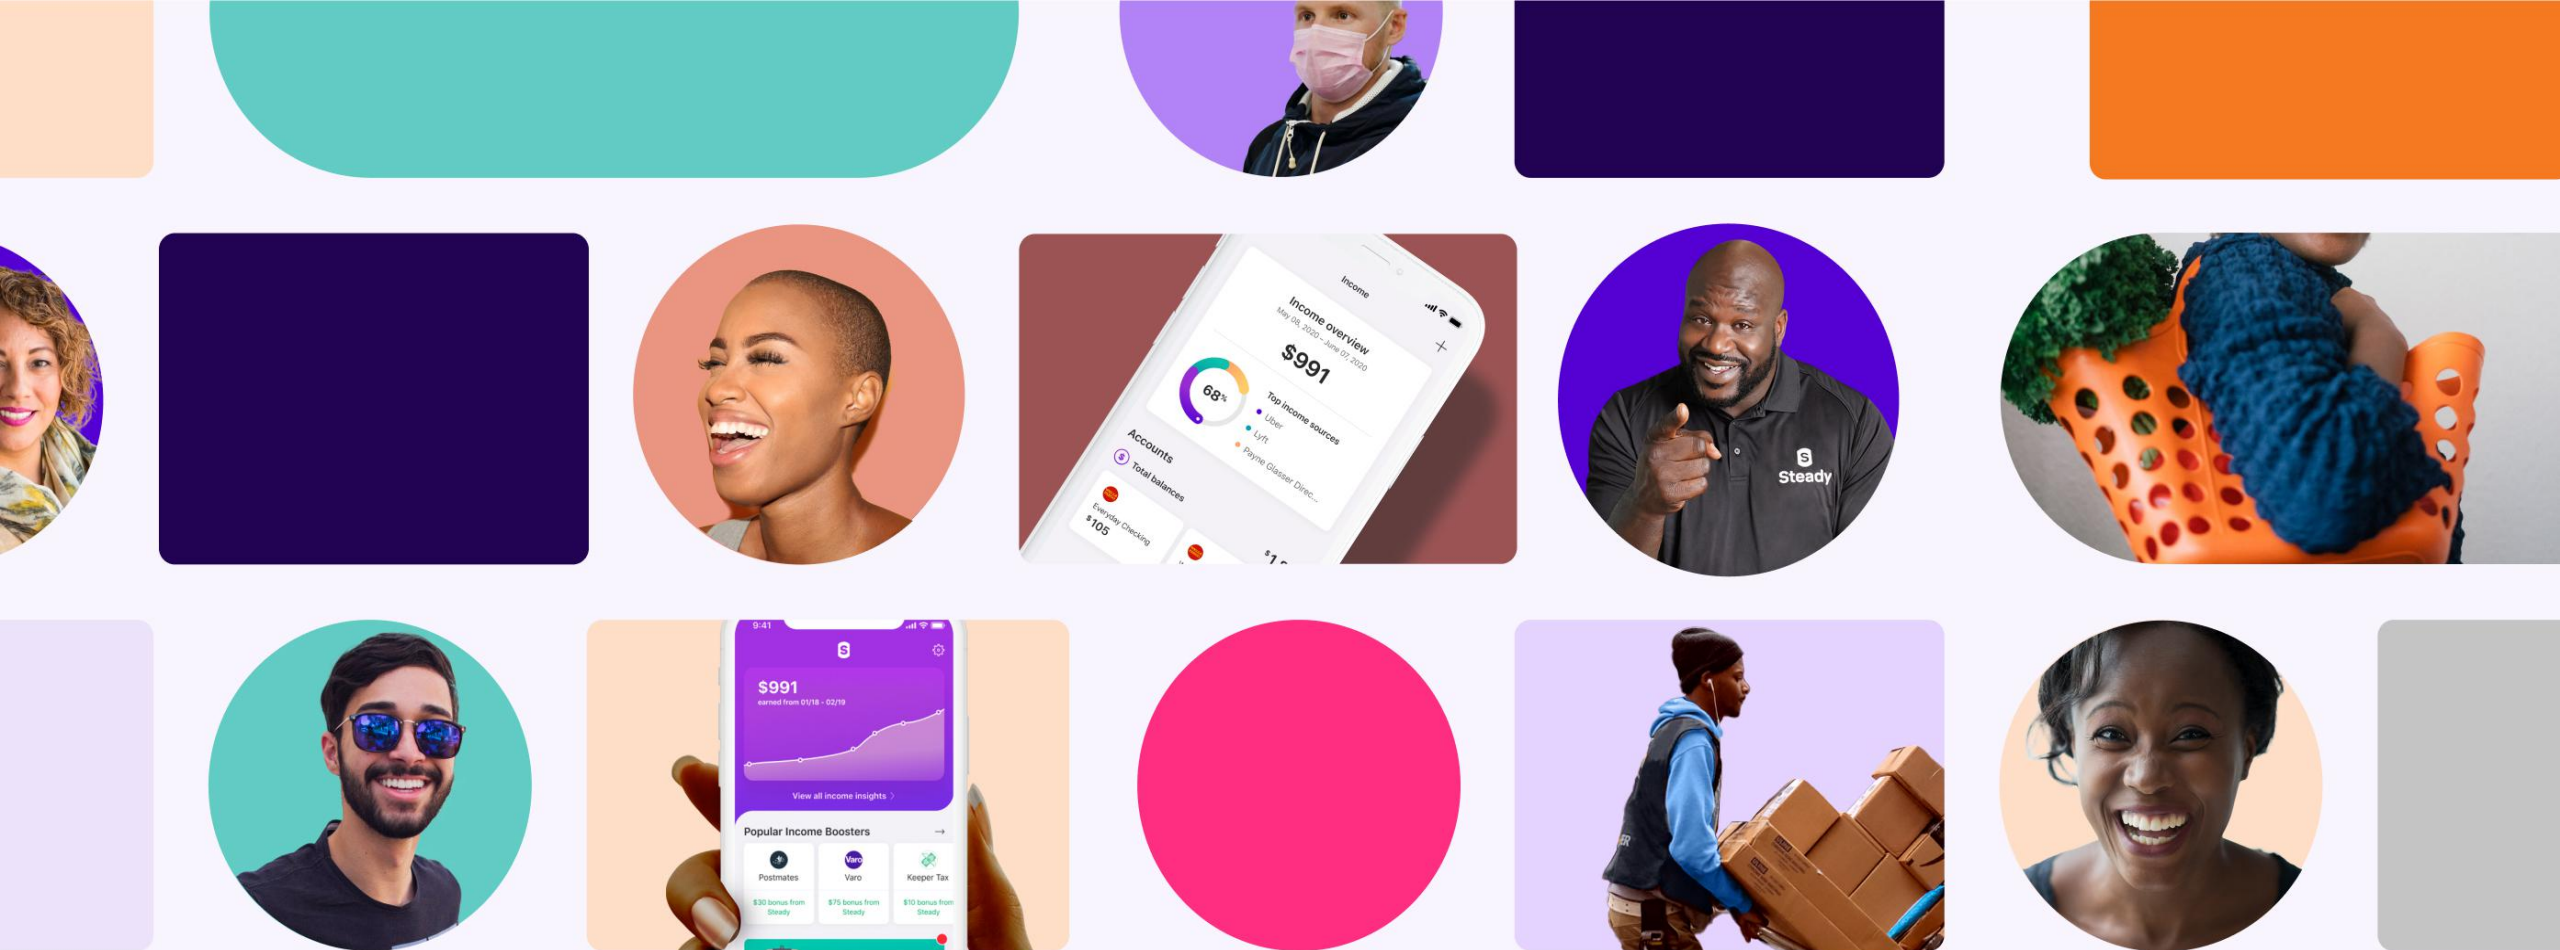 Income
Income overview
May 08, 2020 – June 07, 2020
$991
68%
Top income sources
Uber
Lyft
Payne Glasser Direc...
Accounts
$
Total balances
Everyday Checking
$105
S
Steady
9:41
S
$991
earned from 01/18 - 02/19
View all income insights
Popular Income Boosters
Postmates
Varo
Varo
Keeper Tax
$30 bonus from
Steady
$75 bonus from
Steady
$10 bonus from
Steady